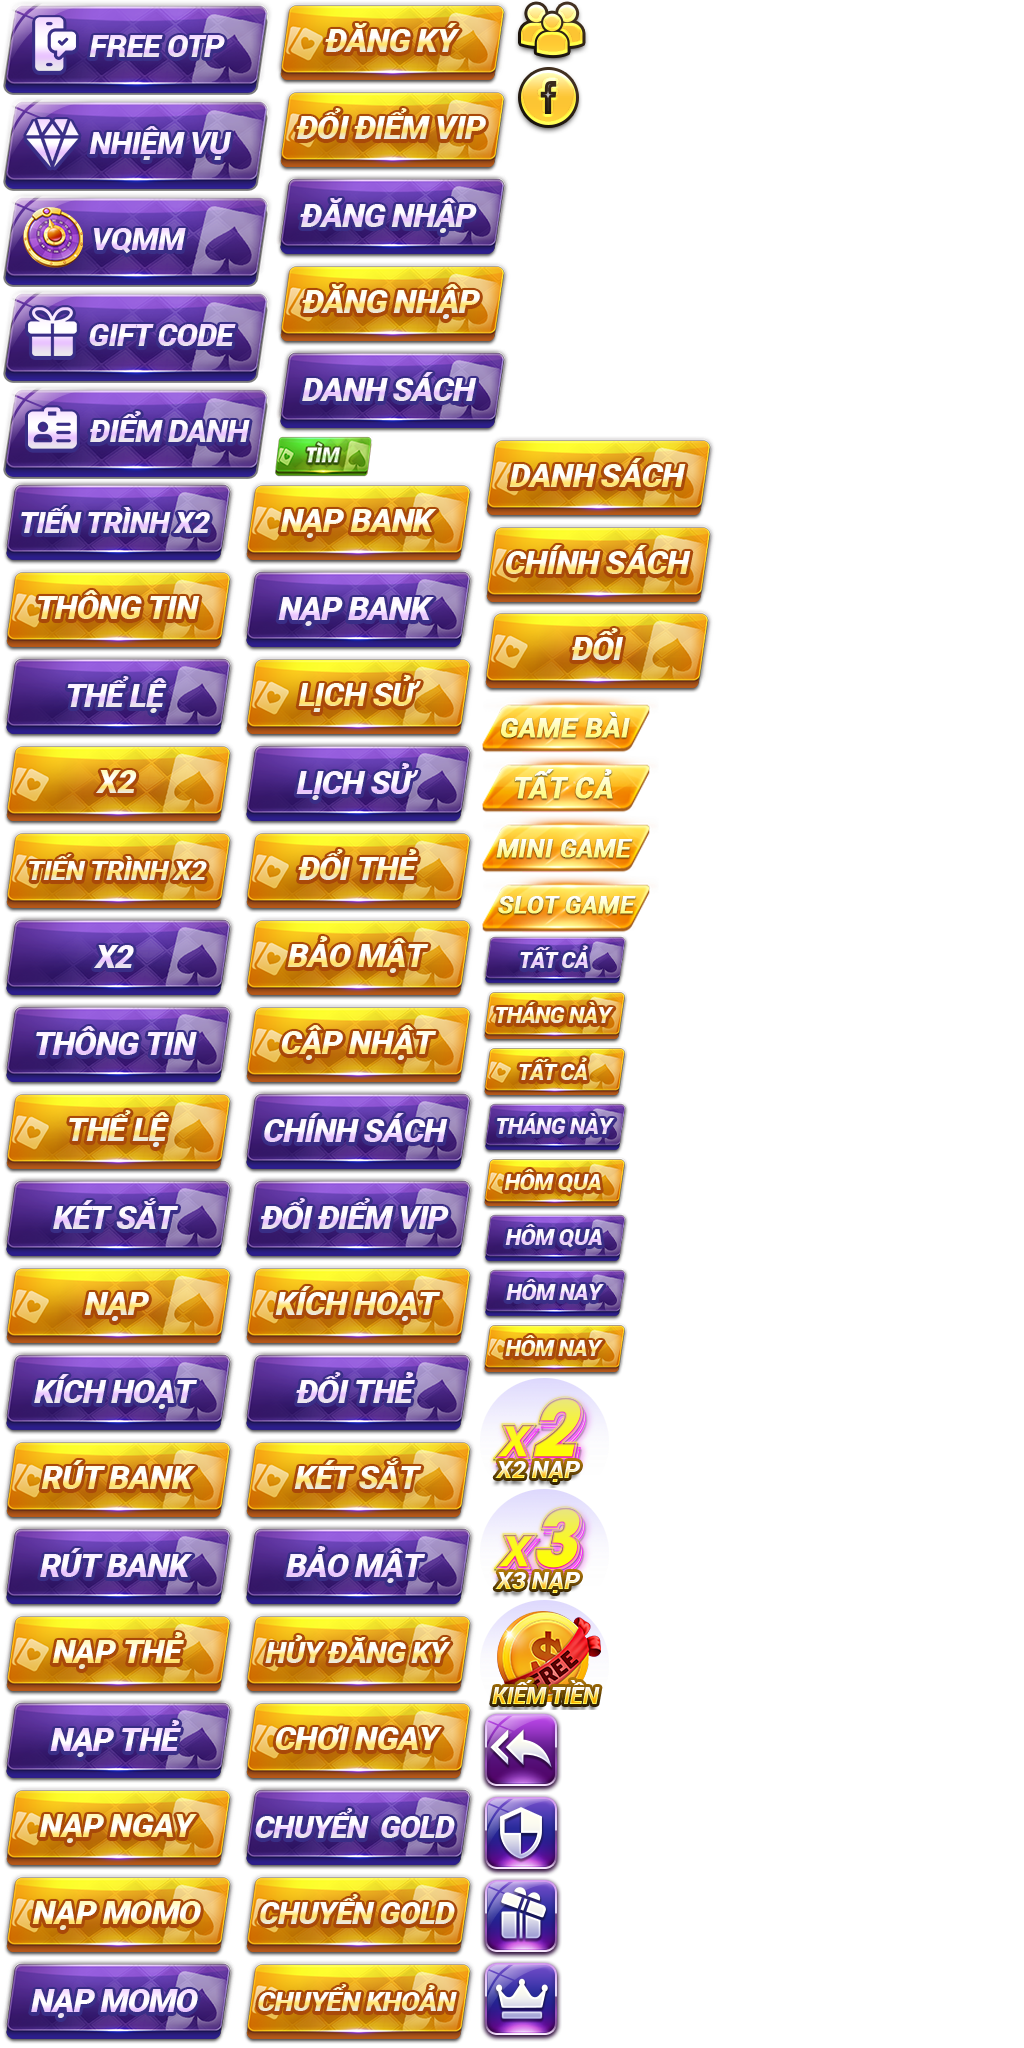 FREE OTP
NHIỆM VỤ
VQMM
GIFT CODE
ĐIỂM DANH
TIẾN TRÌNH X2
THÔNG TIN
THỂ LỆ
X2
TIẾN TRÌNH X2
X2
THÔNG TIN
THỂ LỆ
KÉT SẮT
NẠP
KÍCH HOẠT
RÚT BANK
RÚT BANK
NẠP THẺ
NẠP THẺ
NẠP NGAY
NẠP MOMO
NẠP MOMO
ĐĂNG KÝ
ĐỔI ĐIỂM VIP
ĐĂNG NHẬP
ĐĂNG NHẬP
DANH SÁCH
TÌM
NẠP BANK
NẠP BANK
LỊCH SỬ
LỊCH SỬ
ĐỔI THẺ
BẢO MẬT
CẬP NHẬT
CHÍNH SÁCH
ĐỔI ĐIỂM VIP
KÍCH HOẠT
ĐỔI THẺ
KÉT SẮT
BẢO MẬT
HỦY ĐĂNG KÝ
CHƠI NGAY
CHUYỂN GOLD
CHUYỂN GOLD
CHUYỂN KHOẢN
f
DANH SÁCH
CHÍNH SÁCH
ĐỔI
GAME BÀI
TẤT CẢ
MINI GAME
SLOT GAME
TẤT CẢ
THÁNG NÀY
TẤT CẢ
THÁNG NÀY
HÔM QUA
HÔM QUA
HÔM NAY
HÔM NAY
X2
X2 NẠP
X3
X3 NẠP
$
FREE
KIẾM TIỀN